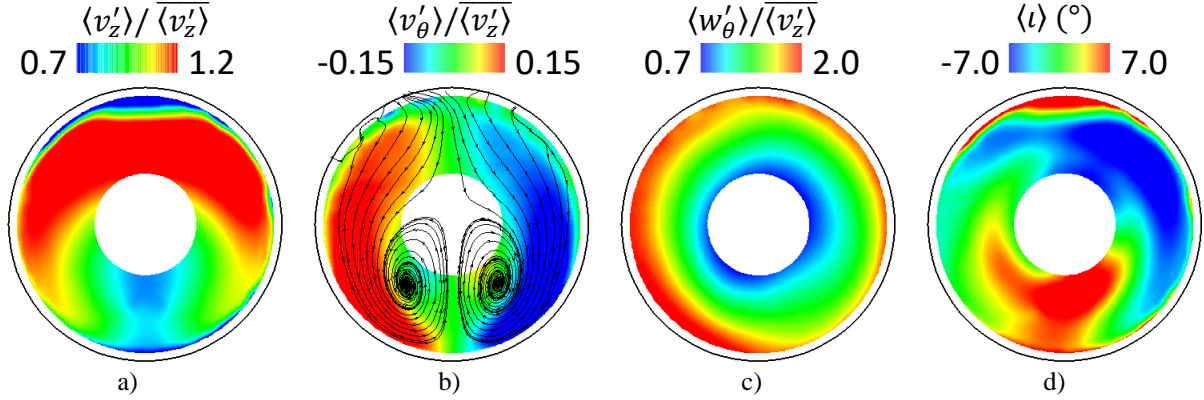 ⟨v′z⟩/ ⟨v′z⟩ ⟨v′θ⟩/⟨v′z⟩ ⟨w′θ⟩/⟨v′z⟩ ⟨ι⟩ (°)
0.7 1.2 -0.15 0.15 0.7 2.0 -7.0 7.0
a) b) c) d)